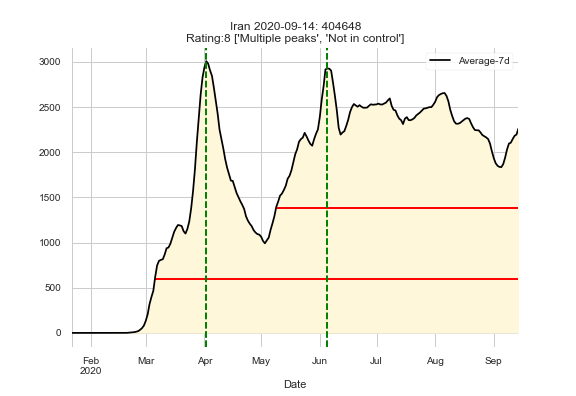 Iran 2020-09-14: 404648
Rating:8 ['Multiple peaks', 'Not in control']
Average-7d
3000
2500
2000
1500
1000
500
0
Feb Mar Apr May Jun Jul Aug Sep
2020
Date